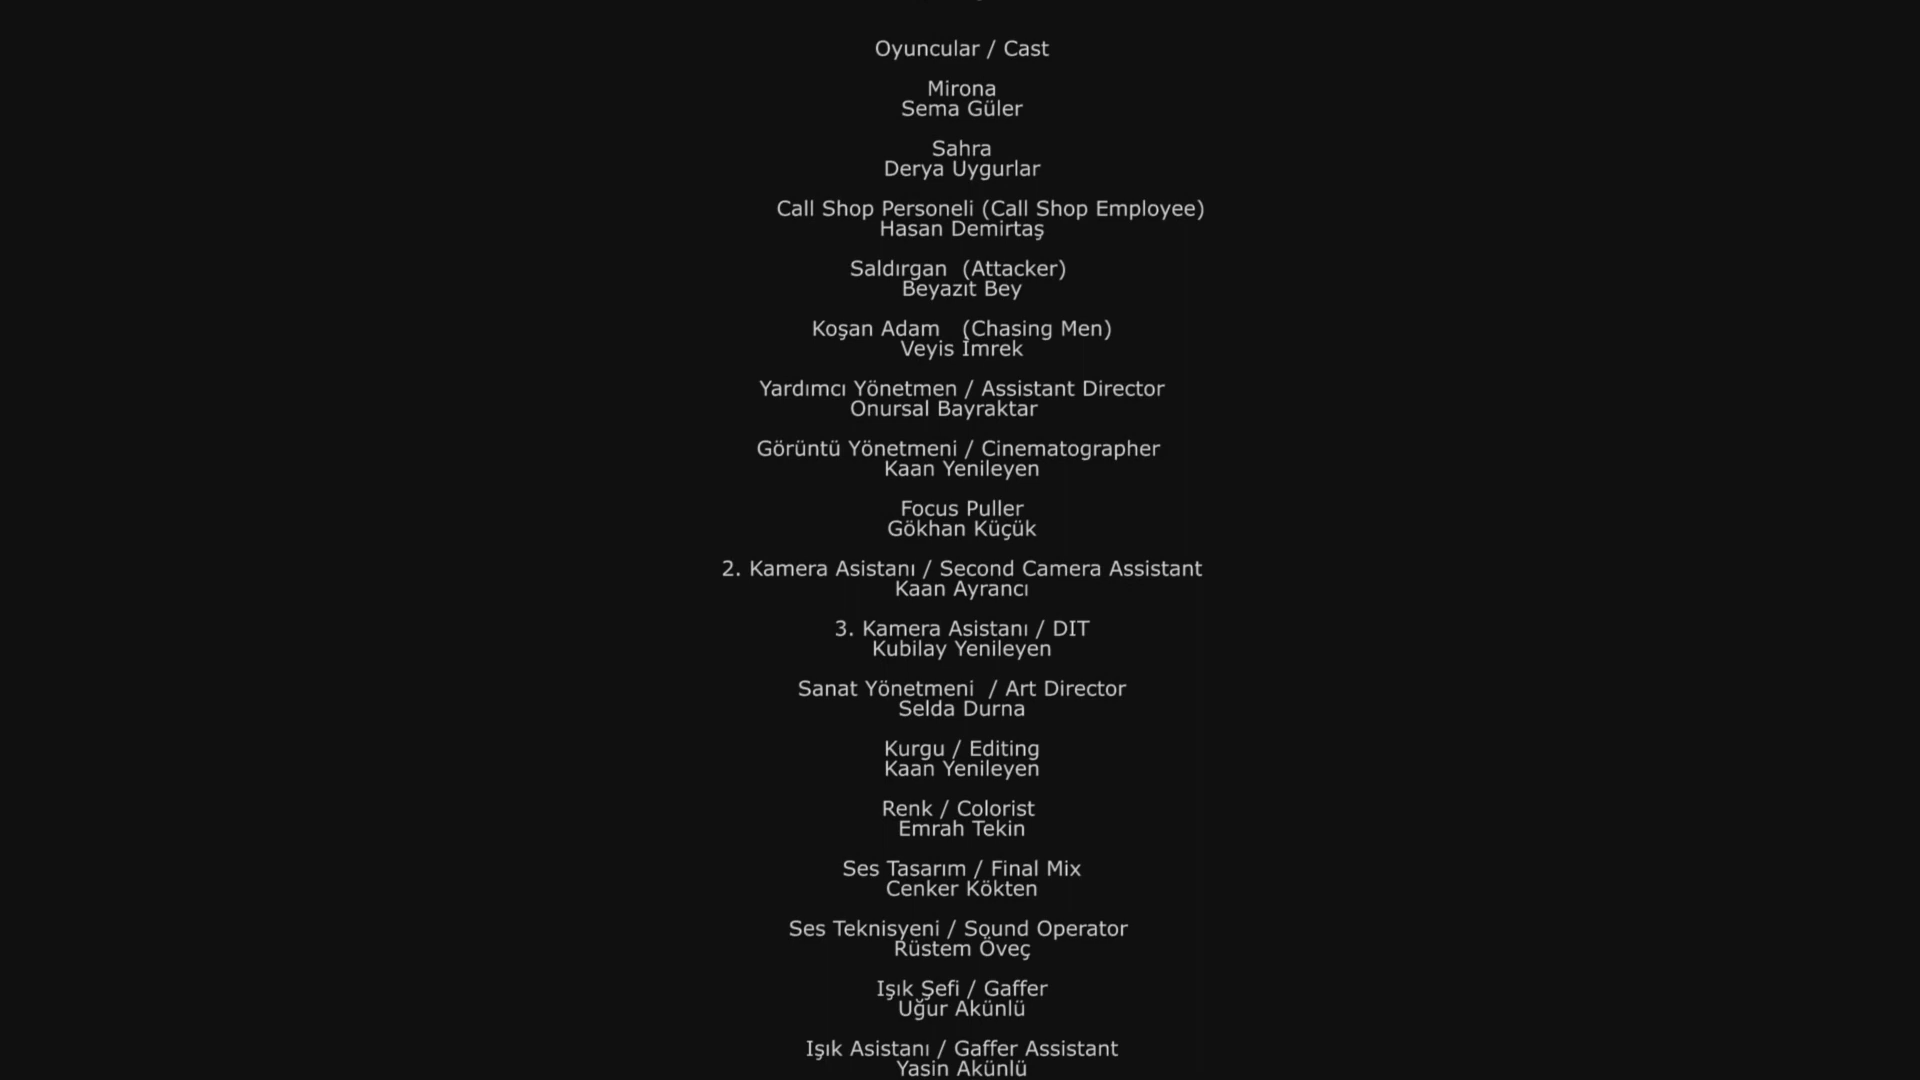 Oyuncular / Cast
Mirona
Sema Güler
Sahra
Derya Uygurlar
Call Shop Personeli (Call Shop Employee)
Hasan Demirtaş
Saldırgan  (Attacker)
Beyazıt Bey
Koşan Adam   (Chasing Men)
Veyis İmrek
Yardımcı Yönetmen / Assistant Director
Onursal Bayraktar
Görüntü Yönetmeni / Cinematographer
Kaan Yenileyen
Focus Puller
Gökhan Küçük
2. Kamera Asistanı / Second Camera Assistant
Kaan Ayrancı
3. Kamera Asistanı / DIT
Kubilay Yenileyen
Sanat Yönetmeni  / Art Director
Selda Durna
Kurgu / Editing
Kaan Yenileyen
Renk / Colorist
Emrah Tekin
Ses Tasarım / Final Mix
Cenker Kökten
Ses Teknisyeni / Sound Operator
Rüstem Öveç
Işık Şefi / Gaffer
Uğur Akünlü
Işık Asistanı / Gaffer Assistant
Yasin Akünlü